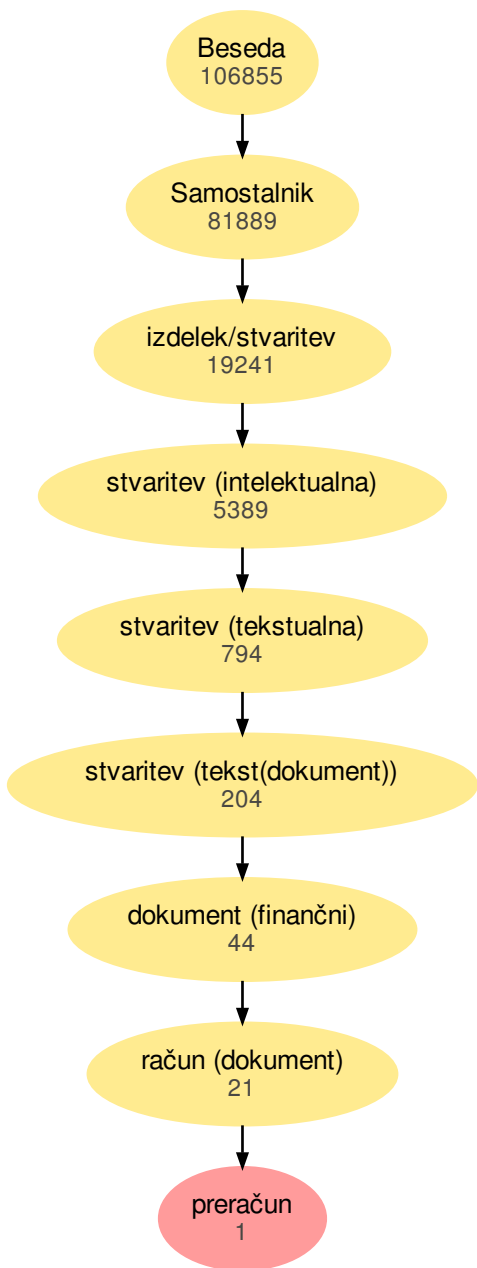 Beseda
106855
Samostalnik
81889
izdelek/stvaritev
19241
stvaritev (intelektualna)
5389
stvaritev (tekstualna)
794
stvaritev (tekst(dokument))
204
dokument (finančni)
44
račun (dokument)
21
preračun
1